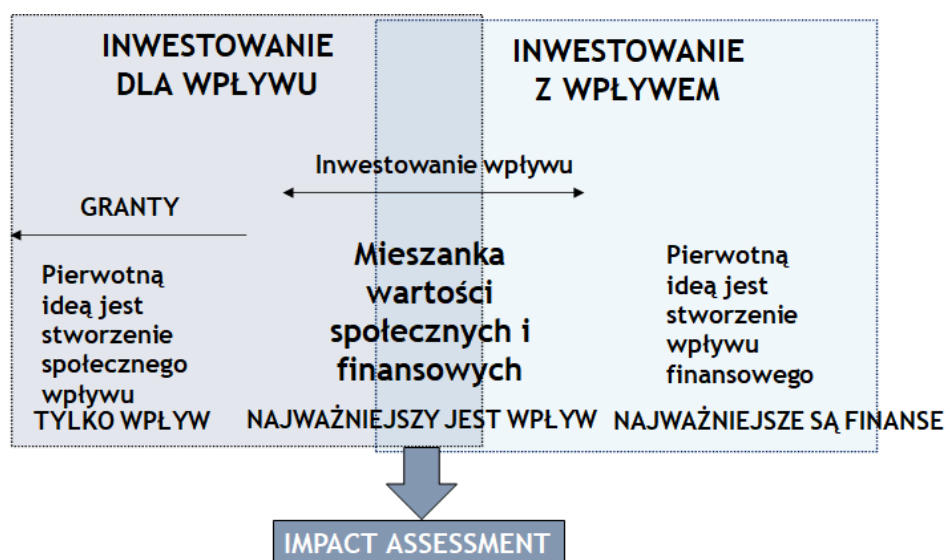 INWESTOWANIE
DLA WPŁYWU
INWESTOWANIE
Z WPŁYWEM
Inwestowanie wpływu
GRANTY
Pierwotną
ideą jest
stworzenie
społecznego
wpływu
TYLKO WPŁYW
Mieszanka
wartości
społecznych i
finansowych
NAJWAŻNIEJSZY JEST WPŁYW
Pierwotną
ideą jest
stworzenie
wpływu
finansowego
NAJWAŻNIEJSZE SĄ FINANSE
IMPACT ASSESSMENT